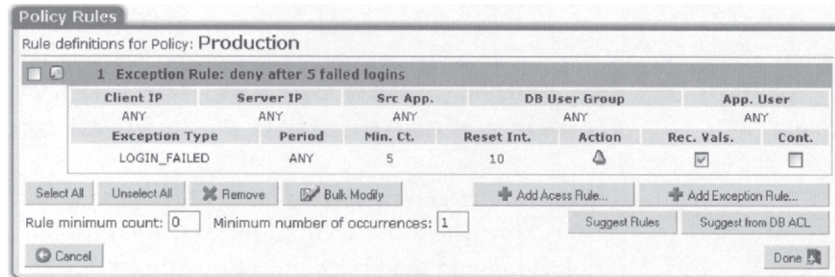 Policy Rules
Rule definitions for Policy: Production
1 Exception Rule: deny after 5 failed logins
Client IP Server IP Src App. DB User Group App. User
ANY ANY ANY ANY ANY
Exception Type Period Min. Ct. Reset Int. Action Rec. Vals. Cont.
LOGIN_FAILED ANY 5 10
Select All Unselect All Remove Bulk Modify Add Acess Rule... Add Exception Rule...
Rule minimum count: 0 Minimum number of occurrences: 1 Suggest Rules Suggest from DB ACL
Cancel Done